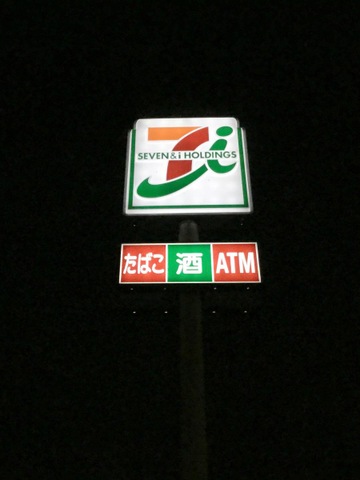 SEVEN & i HOLDINGS
たばこ 酒 ATM